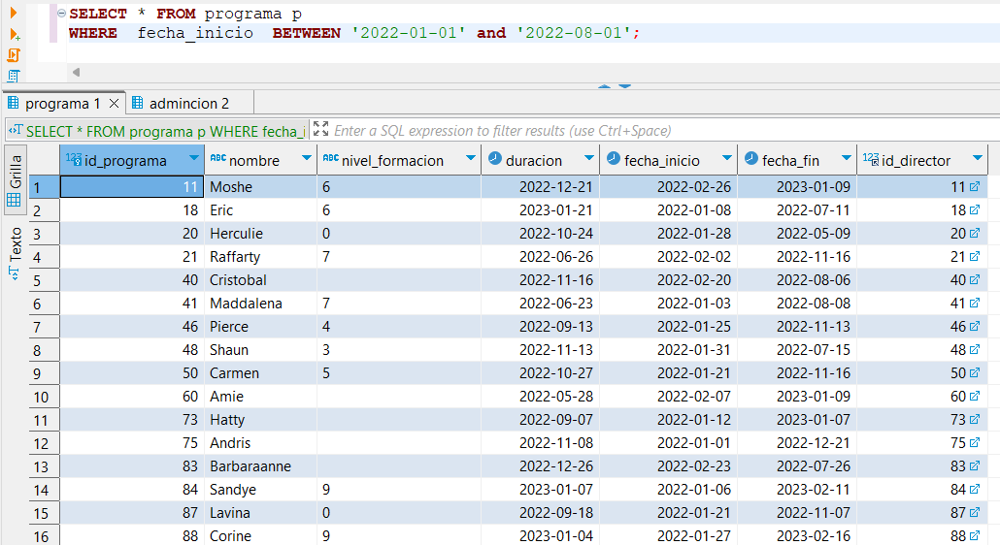 SELECT * FROM programa p
WHERE fecha_inicio BETWEEN '2022-01-01' and '2022-08-01';
programa 1 admincion 2
SELECT * FROM programa p WHERE fecha_i Enter a SQL expression to filter results (use Ctrl+Space)
Grilla
Texto
123 id_programa ABC nombre ABC nivel_formacion duracion fecha_inicio fecha_fin 123 id_director
1 11 Moshe 6 2022-12-21 2022-02-26 2023-01-09 11
2 18 Eric 6 2023-01-21 2022-01-08 2022-07-11 18
3 20 Herculie 0 2022-10-24 2022-01-28 2022-05-09 20
4 21 Raffarty 7 2022-06-26 2022-02-02 2022-11-16 21
5 40 Cristobal 2022-11-16 2022-02-20 2022-08-06 40
6 41 Maddalena 7 2022-06-23 2022-01-03 2022-08-08 41
7 46 Pierce 4 2022-09-13 2022-01-25 2022-11-13 46
8 48 Shaun 3 2022-11-13 2022-01-31 2022-07-15 48
9 50 Carmen 5 2022-10-27 2022-01-21 2022-11-16 50
10 60 Amie 2022-05-28 2022-02-07 2023-01-09 60
11 73 Hatty 2022-09-07 2022-01-12 2023-01-07 73
12 75 Andris 2022-11-08 2022-01-01 2022-12-21 75
13 83 Barbaraanne 2022-12-26 2022-02-23 2022-07-26 83
14 84 Sandye 9 2023-01-07 2022-01-06 2023-02-11 84
15 87 Lavina 0 2022-09-18 2022-01-21 2022-11-07 87
16 88 Corine 9 2023-01-04 2022-01-27 2023-02-16 88